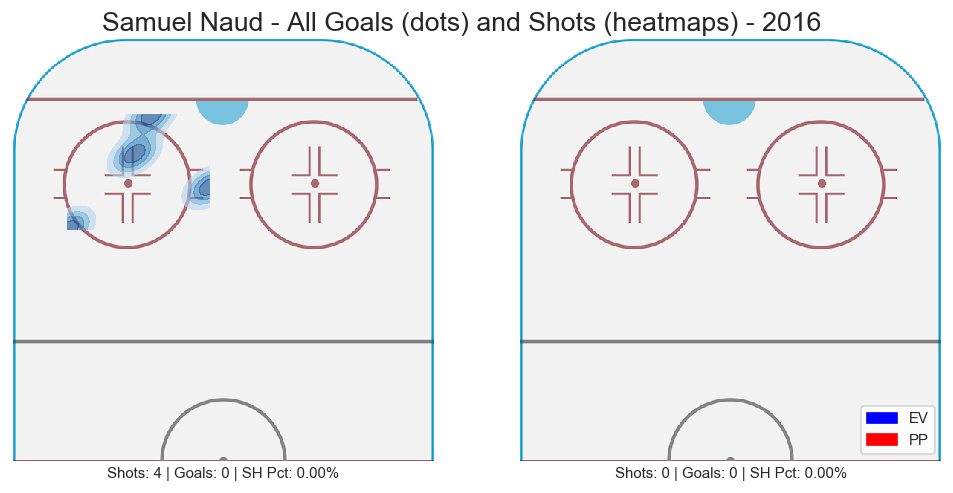 Samuel Naud - All Goals (dots) and Shots (heatmaps) - 2016
EV
PP
Shots: 4 | Goals: 0 | SH Pct: 0.00%
Shots: 0 | Goals: 0 | SH Pct: 0.00%